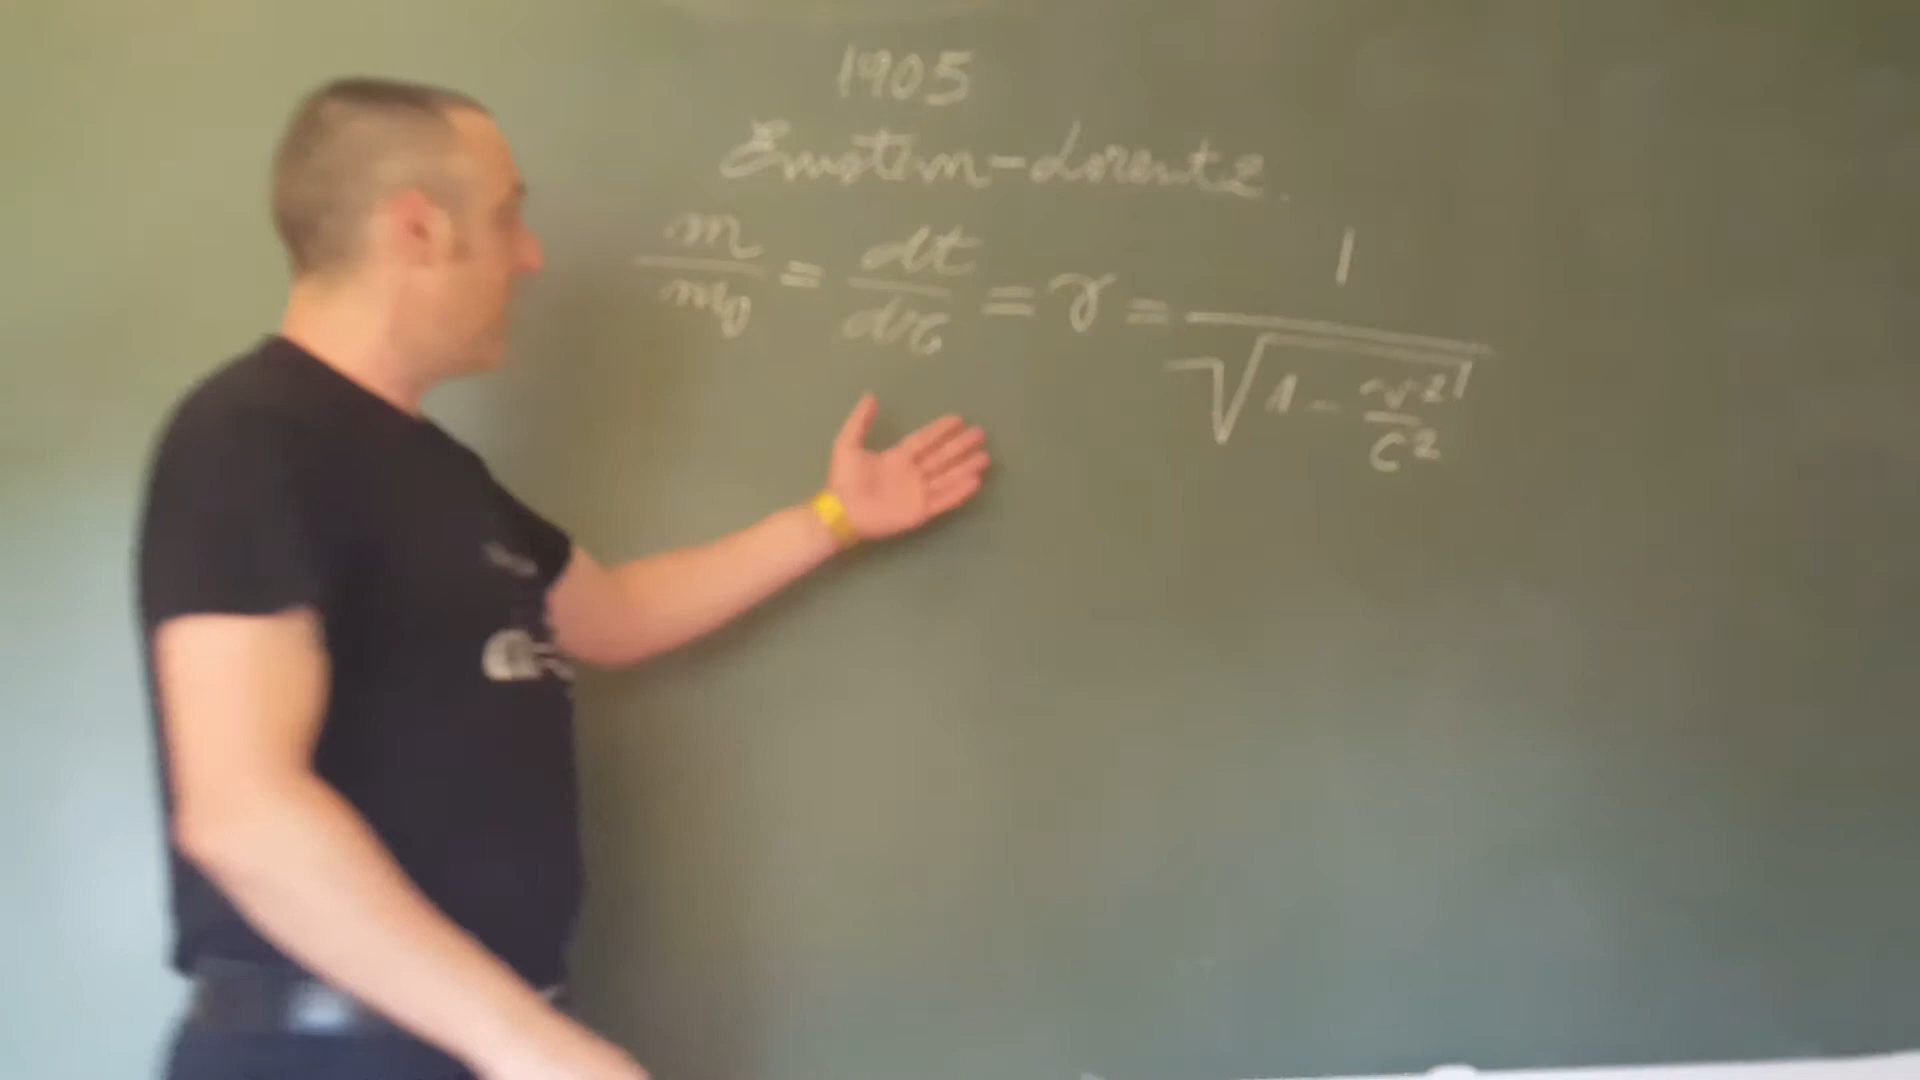 1905
Einstein-Lorentz.
m/m₀ = dt/dτ = γ = 1/√(1 - v²/c²)